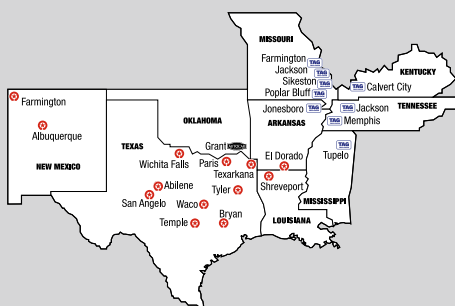 MISSOURI
Farmington TAG
Jackson TAG
Sikeston TAG
Poplar Bluff TAG
KENTUCKY
TAG Calvert City
Jonesboro TAG
TAG Jackson
TENNESSEE
TAG Memphis
ARKANSAS
Farmington
Albuquerque
NEW MEXICO
OKLAHOMA
TEXAS
Grant
Wichita Falls
Paris
Texarkana
El Dorado
TAG
Tupelo
Abilene
San Angelo
Tyler
Shreveport
Waco
Temple
Bryan
MISSISSIPPI
LOUISIANA